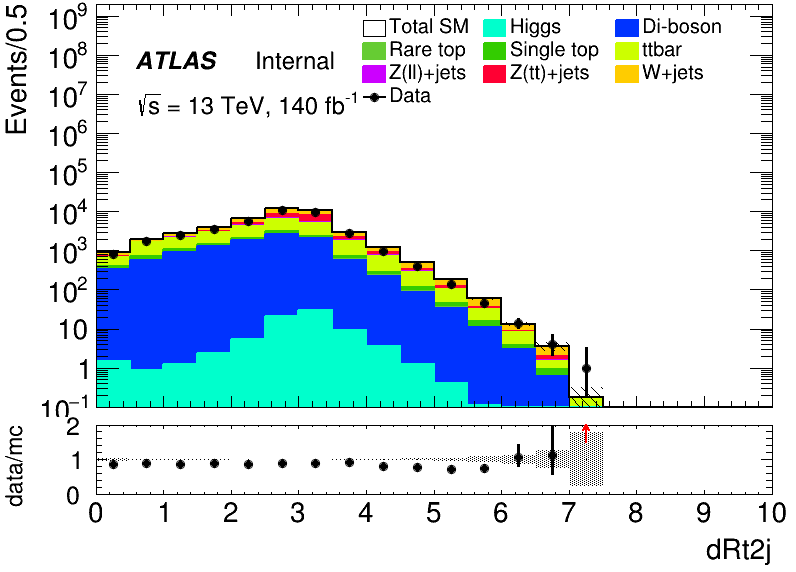 Events/0.5
10⁹
10⁸
10⁷
10⁶
10⁵
10⁴
10³
10²
10
1
10⁻¹
ATLAS Internal
√s = 13 TeV, 140 fb⁻¹
Total SM Higgs Di-boson
Rare top Single top ttbar
Z(ll)+jets Z(tt)+jets W+jets
Data
data/mc
2
1
0
0 1 2 3 4 5 6 7 8 9 10
dRt2j